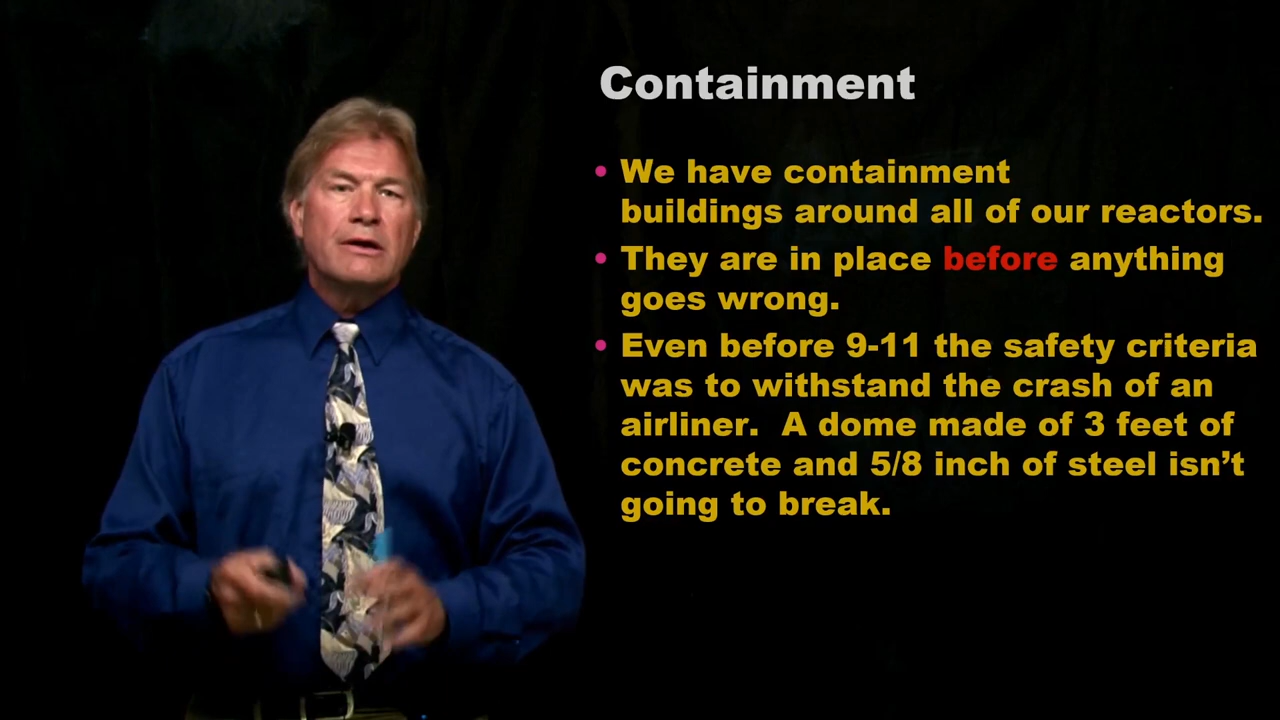 Containment
• We have containment
buildings around all of our reactors.
• They are in place before anything
goes wrong.
• Even before 9-11 the safety criteria
was to withstand the crash of an
airliner.  A dome made of 3 feet of
concrete and 5/8 inch of steel isn’t
going to break.